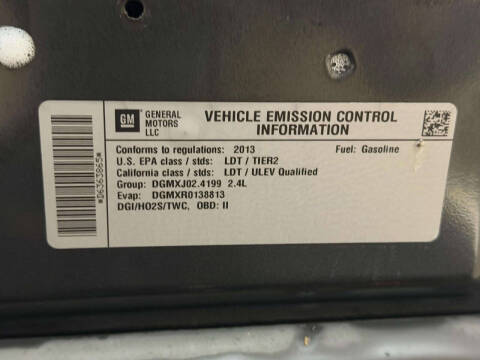 GM GENERAL MOTORS LLC
VEHICLE EMISSION CONTROL
INFORMATION
Conforms to regulations: 2013 Fuel: Gasoline
U.S. EPA class / stds: LDT / TIER2
California class / stds: LDT / ULEV Qualified
Group: DGMXJ02.4199 2.4L
Evap: DGMXR0138813
DGI/HO2S/TWC, OBD: II
*06363865*